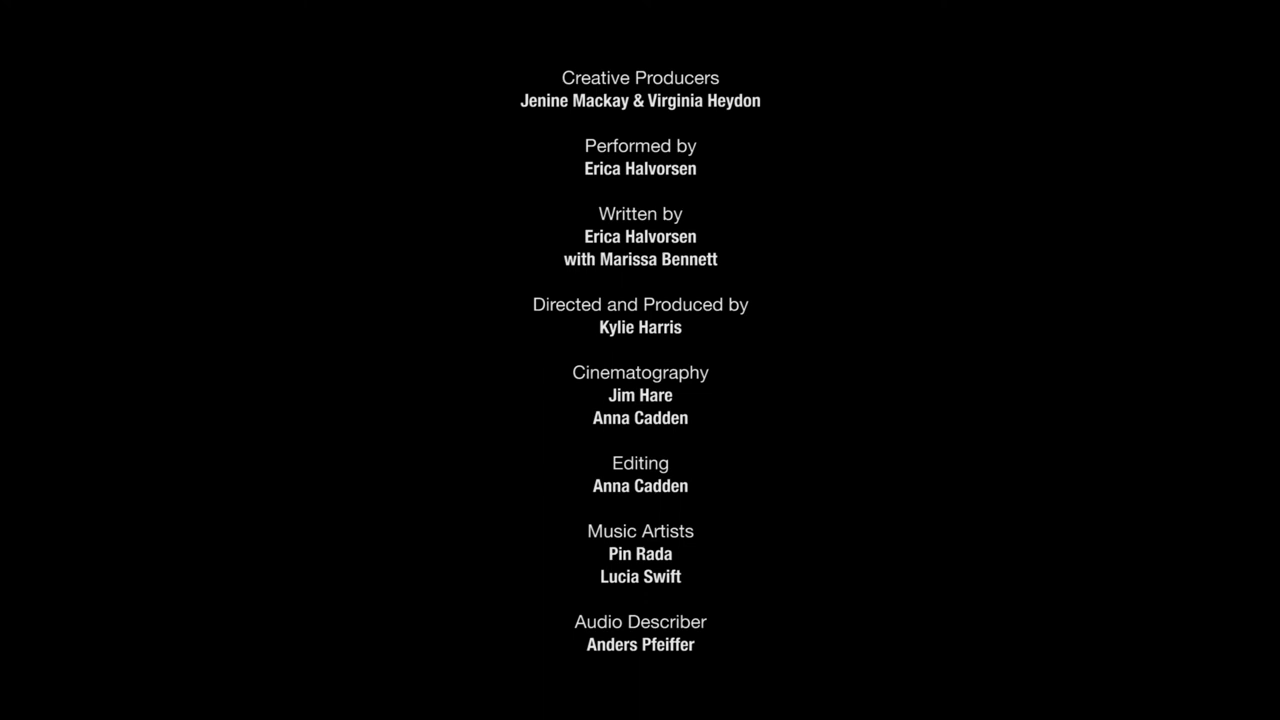 Creative Producers
Jenine Mackay & Virginia Heydon
Performed by
Erica Halvorsen
Written by
Erica Halvorsen
with Marissa Bennett
Directed and Produced by
Kylie Harris
Cinematography
Jim Hare
Anna Cadden
Editing
Anna Cadden
Music Artists
Pin Rada
Lucia Swift
Audio Describer
Anders Pfeiffer